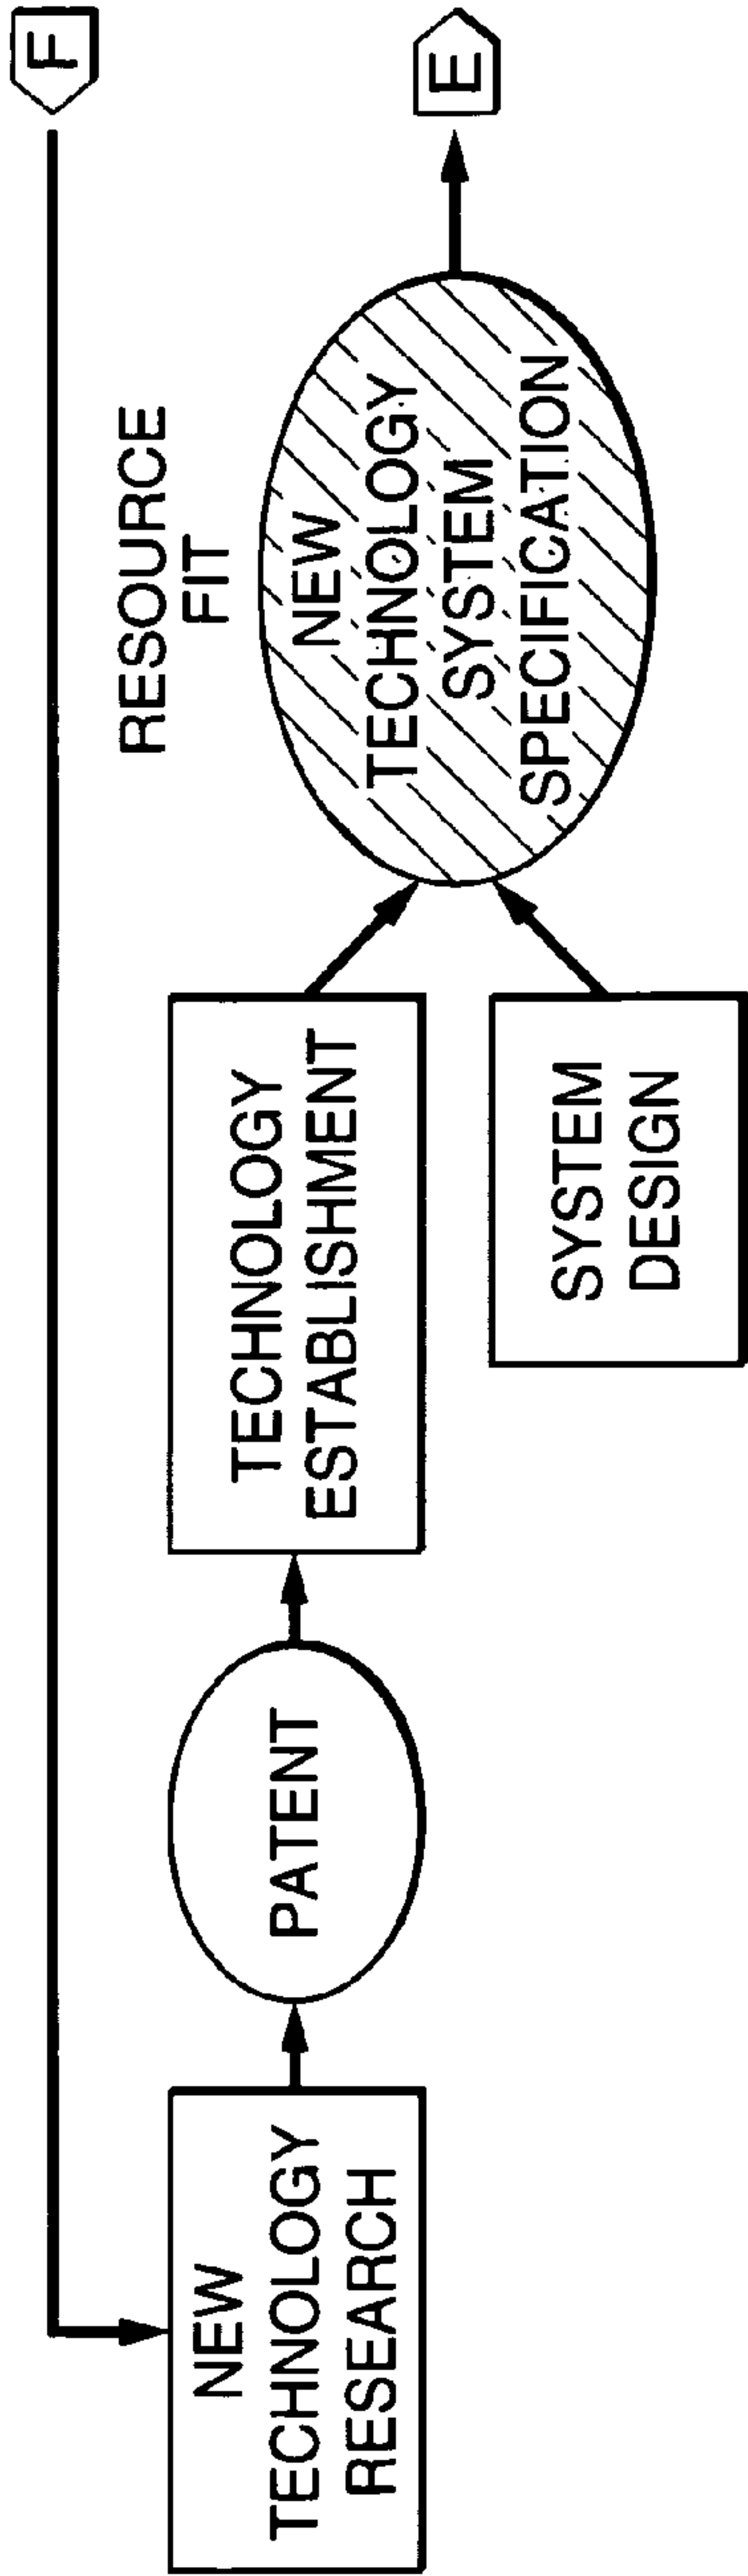 F
RESOURCE
FIT
NEW
TECHNOLOGY
RESEARCH
PATENT
TECHNOLOGY
ESTABLISHMENT
SYSTEM
DESIGN
NEW
TECHNOLOGY
SYSTEM
SPECIFICATION
E